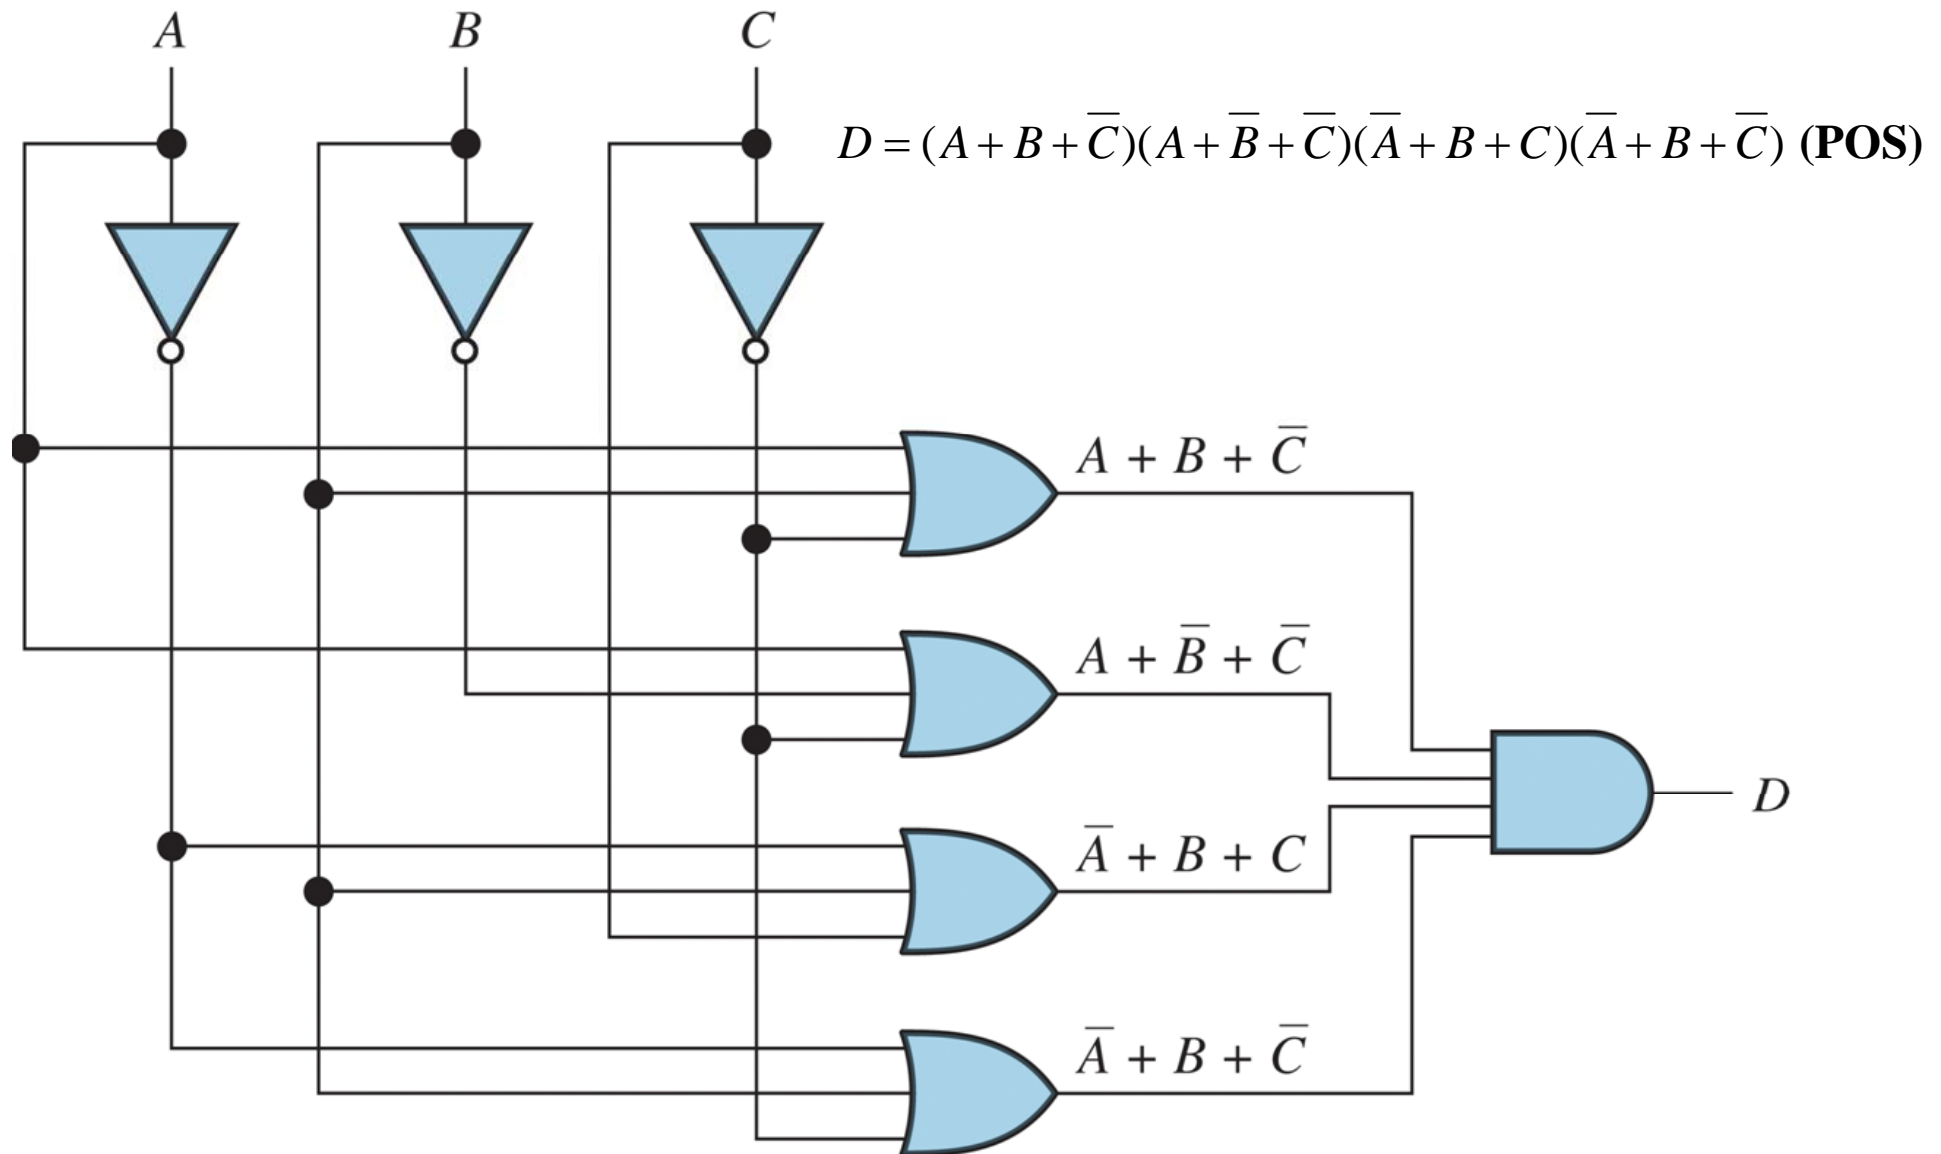 A B C
D = (A + B + C̅)(A + B̅ + C̅)(A̅ + B + C)(A̅ + B + C̅) (POS)
A + B + C̅
A + B̅ + C̅
D
A̅ + B + C
A̅ + B + C̅